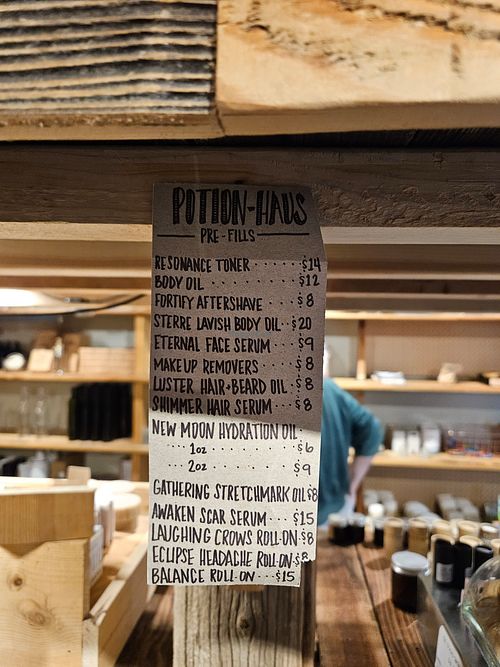 POTION-HAUS
PRE-FILLS
RESONANCE TONER ...... $14
BODY OIL ............ $12
FORTIFY AFTERSHAVE .... $8
STERRE LAVISH BODY OIL .. $20
ETERNAL FACE SERUM .... $9
MAKEUP REMOVERS .... $8
LUSTER HAIR+BEARD OIL .. $8
SHIMMER HAIR SERUM ... $8
NEW MOON HYDRATION OIL.
... 1oz ........ $6
... 2oz ....... $9
GATHERING STRETCHMARK OIL $8
AWAKEN SCAR SERUM ... $15
LAUGHING CROWS ROLL-ON . $8
ECLIPSE HEADACHE ROLL-ON $8
BALANCE ROLL-ON ... $15